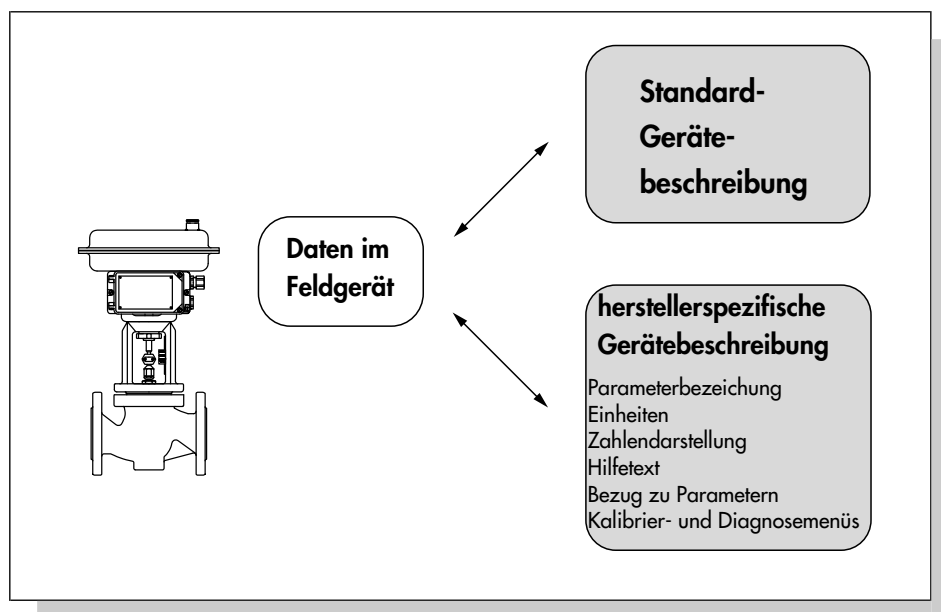 Standard-
Geräte-
beschreibung
Daten im
Feldgerät
herstellerspezifische
Gerätebeschreibung
Parameterbezeichung
Einheiten
Zahlendarstellung
Hilfetext
Bezug zu Parametern
Kalibrier- und Diagnosemenüs